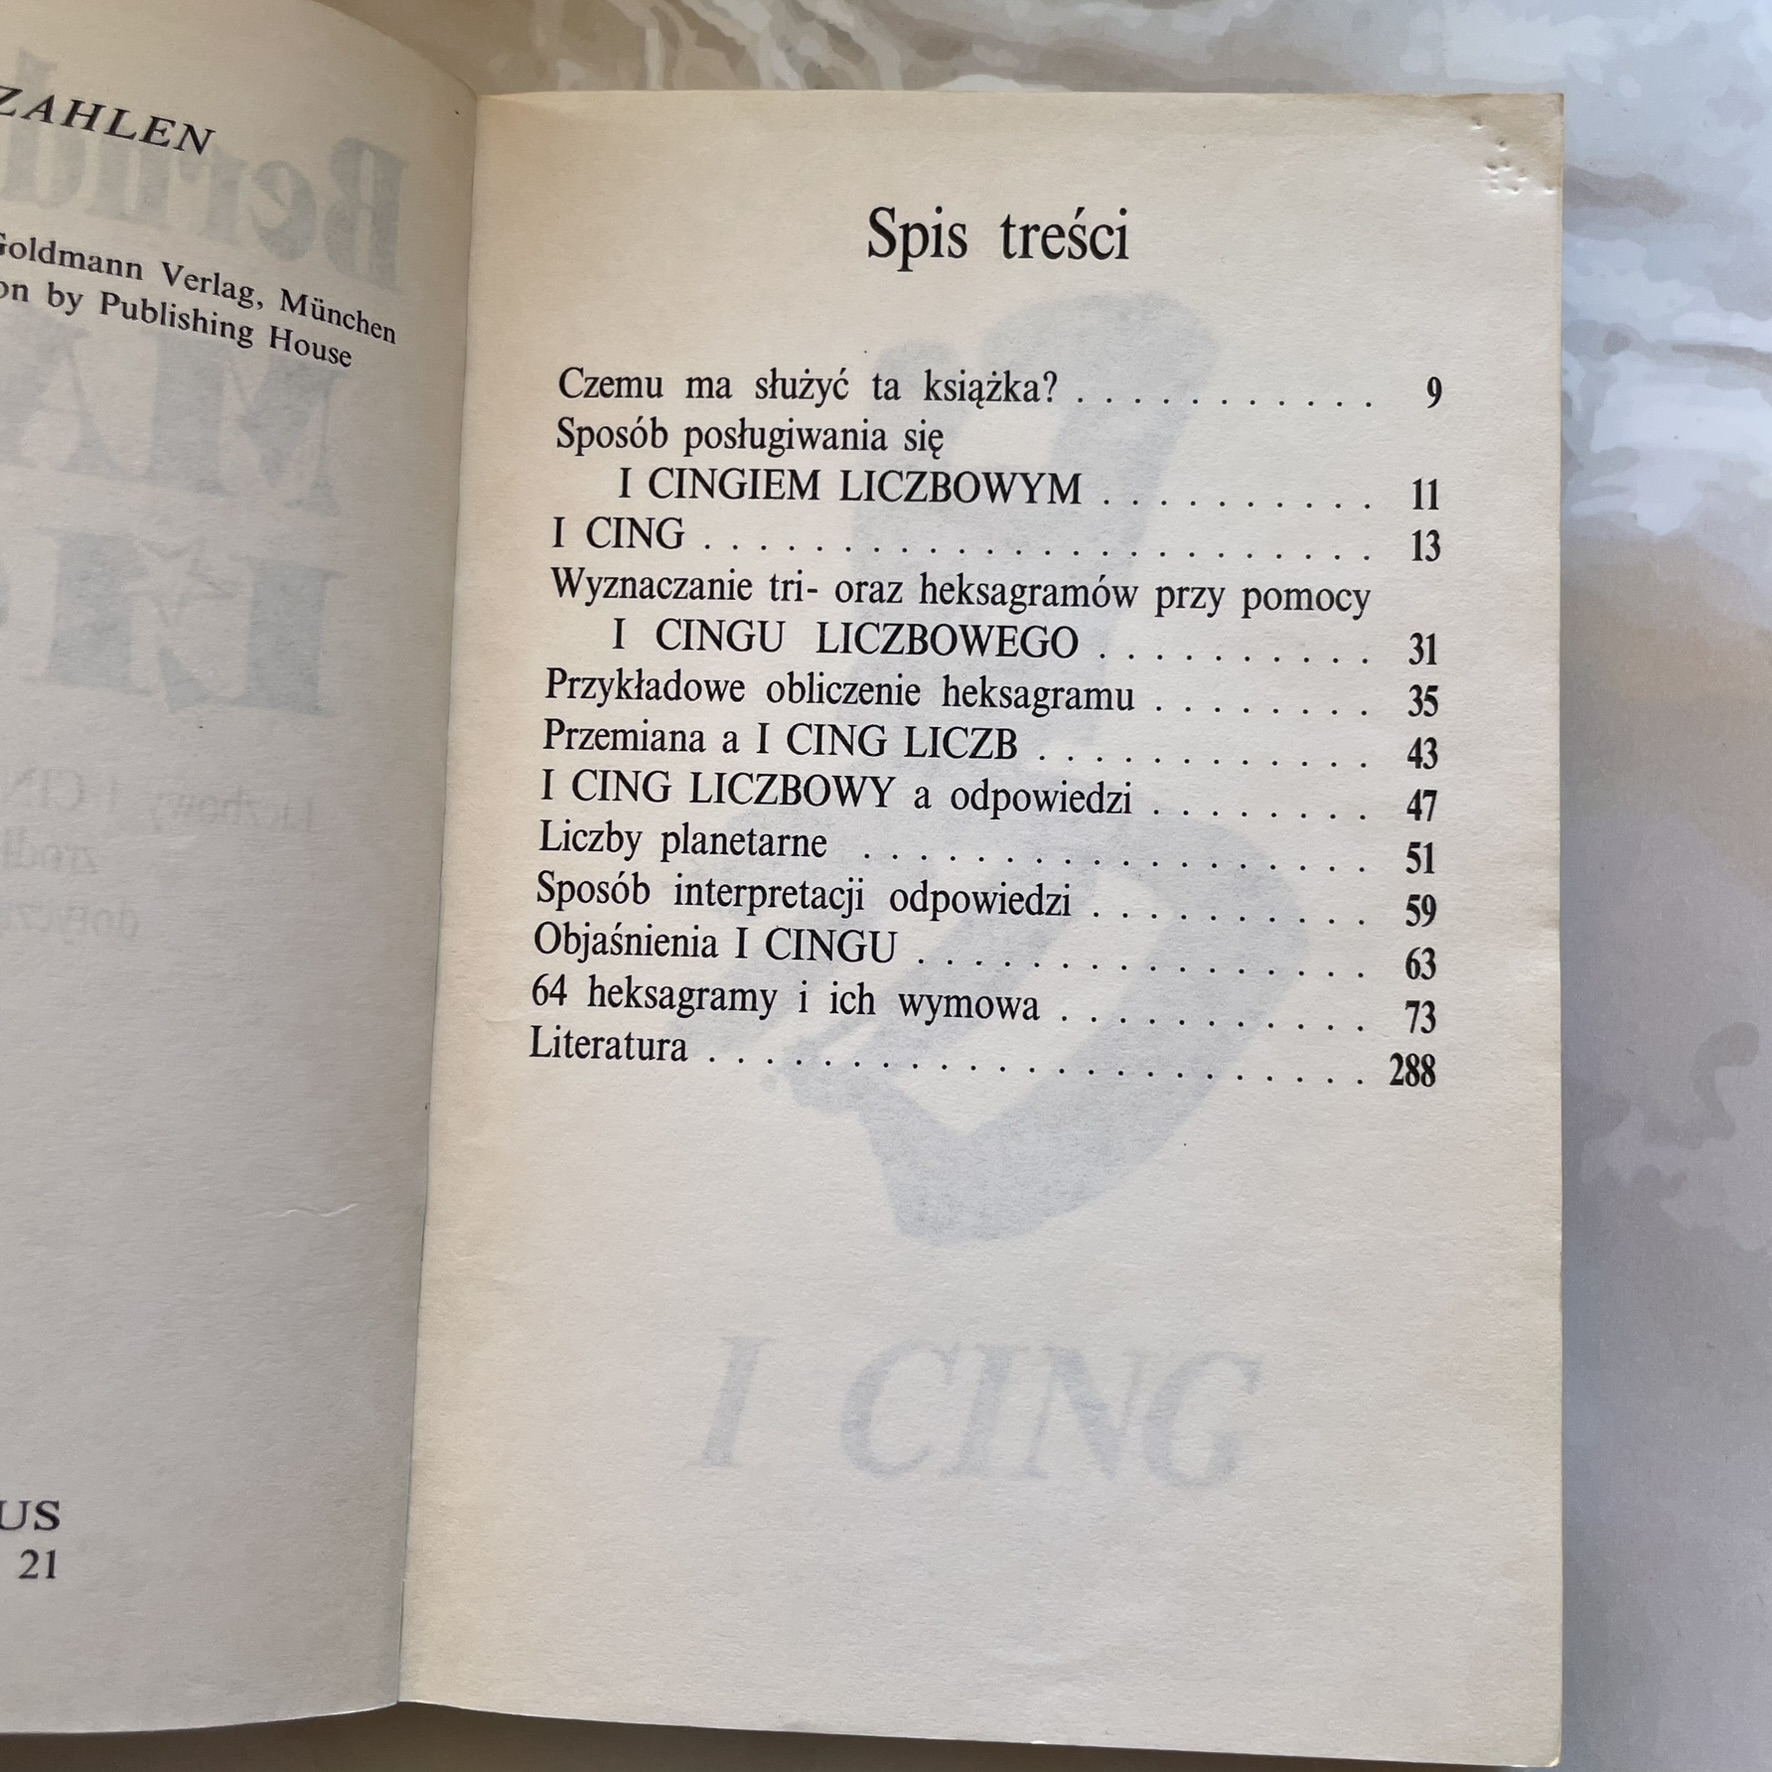 ZAHLEN
Goldmann Verlag, München
on by Publishing House
US
21
Spis treści
Czemu ma służyć ta książka? . . . . . . . . . . . 9
Sposób posługiwania się
I CINGIEM LICZBOWYM . . . . . . . . . . 11
I CING . . . . . . . . . . . . . . . . . . . . . . . . 13
Wyznaczanie tri- oraz heksagramów przy pomocy
I CINGU LICZBOWEGO . . . . . . . . . . 31
Przykładowe obliczenie heksagramu . . . . . . . . 35
Przemiana a I CING LICZB . . . . . . . . . . . . 43
I CING LICZBOWY a odpowiedzi . . . . . . . . 47
Liczby planetarne . . . . . . . . . . . . . . . . . . 51
Sposób interpretacji odpowiedzi . . . . . . . . . . 59
Objaśnienia I CINGU . . . . . . . . . . . . . . . . 63
64 heksagramy i ich wymowa . . . . . . . . . . . 73
Literatura . . . . . . . . . . . . . . . . . . . . . . . 288
I CING